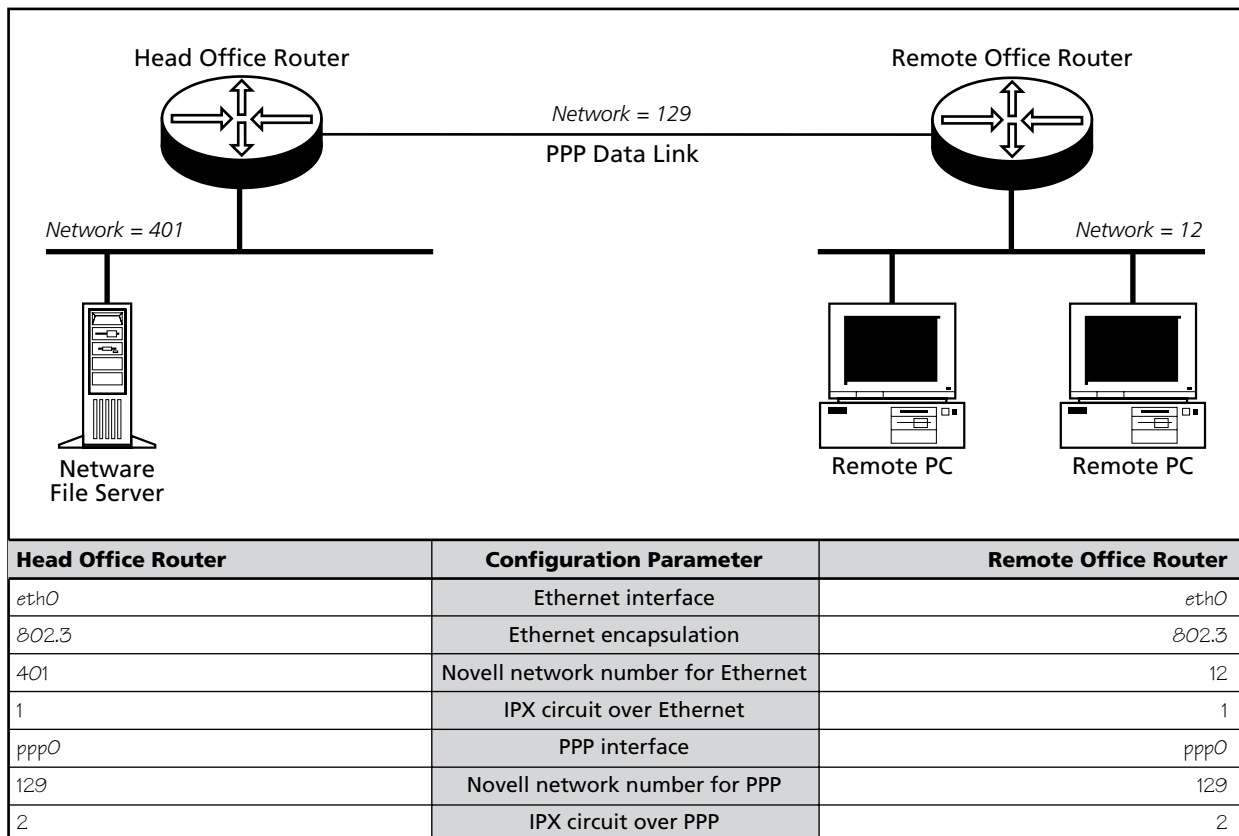 Head Office Router
Remote Office Router
Network = 129
PPP Data Link
Network = 401
Network = 12
Netware
File Server
Remote PC
Remote PC
Head Office Router Configuration Parameter Remote Office Router
eth0 Ethernet interface eth0
802.3 Ethernet encapsulation 802.3
401 Novell network number for Ethernet 12
1 IPX circuit over Ethernet 1
ppp0 PPP interface ppp0
129 Novell network number for PPP 129
2 IPX circuit over PPP 2